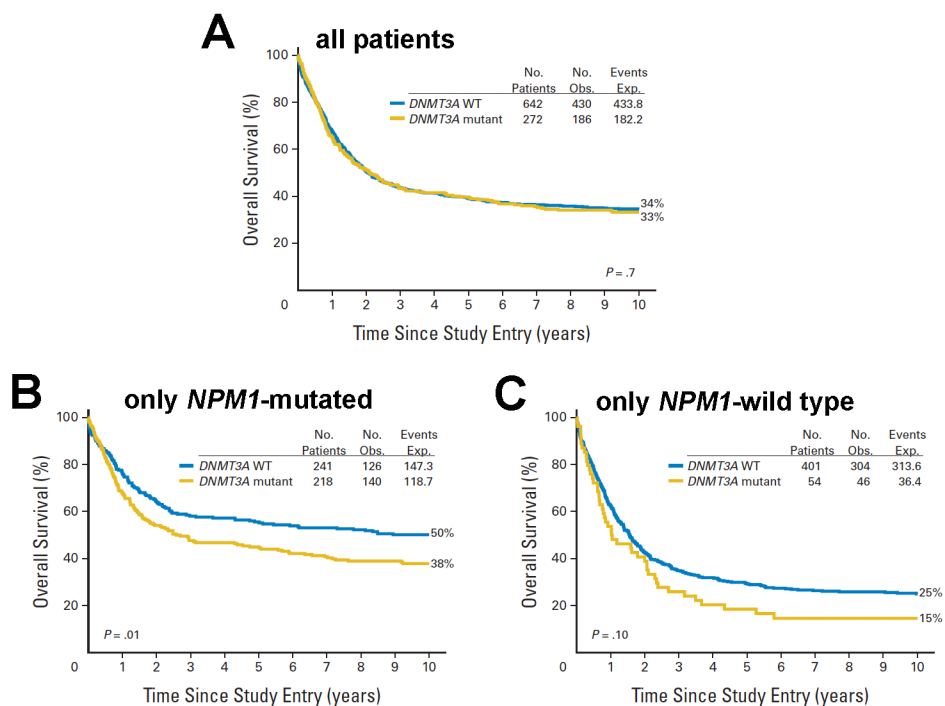 A all patients
No. No. Events
Patients Obs. Exp.
DNMT3A WT 642 430 433.8
DNMT3A mutant 272 186 182.2
100
80
60
40
20
0
Overall Survival (%)
34%
33%
P = .7
1 2 3 4 5 6 7 8 9 10
Time Since Study Entry (years)
B only NPM1-mutated
No. No. Events
Patients Obs. Exp.
DNMT3A WT 241 126 147.3
DNMT3A mutant 218 140 118.7
100
80
60
40
20
0
Overall Survival (%)
50%
38%
P = .01
1 2 3 4 5 6 7 8 9 10
Time Since Study Entry (years)
C only NPM1-wild type
No. No. Events
Patients Obs. Exp.
DNMT3A WT 401 304 313.6
DNMT3A mutant 54 46 36.4
100
80
60
40
20
0
Overall Survival (%)
25%
15%
P = .10
1 2 3 4 5 6 7 8 9 10
Time Since Study Entry (years)